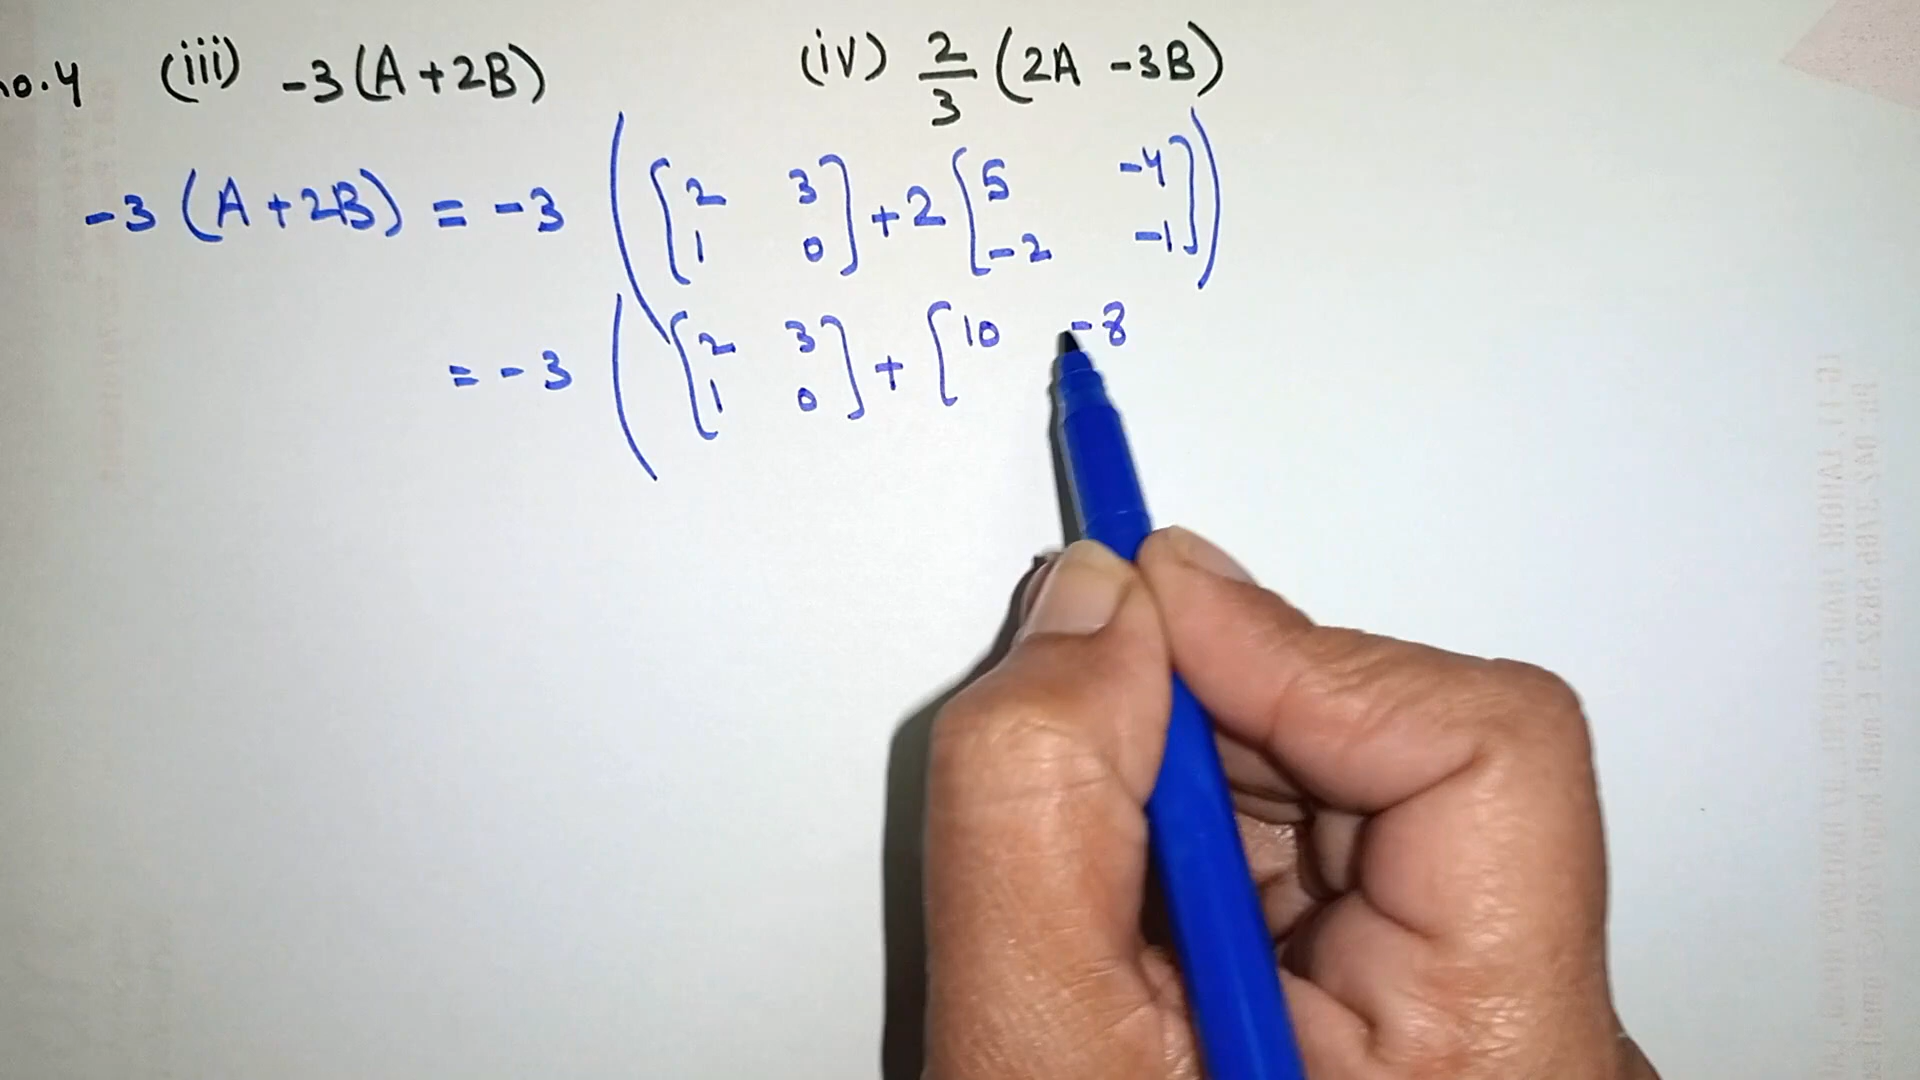 no.4 (iii) -3(A+2B) (iv) 2/3 (2A -3B)
-3 (A+2B) = -3 ([2 3 1 0] +2 [5 -4 -2 -1])
= -3 ([2 3 1 0] + [10 -8